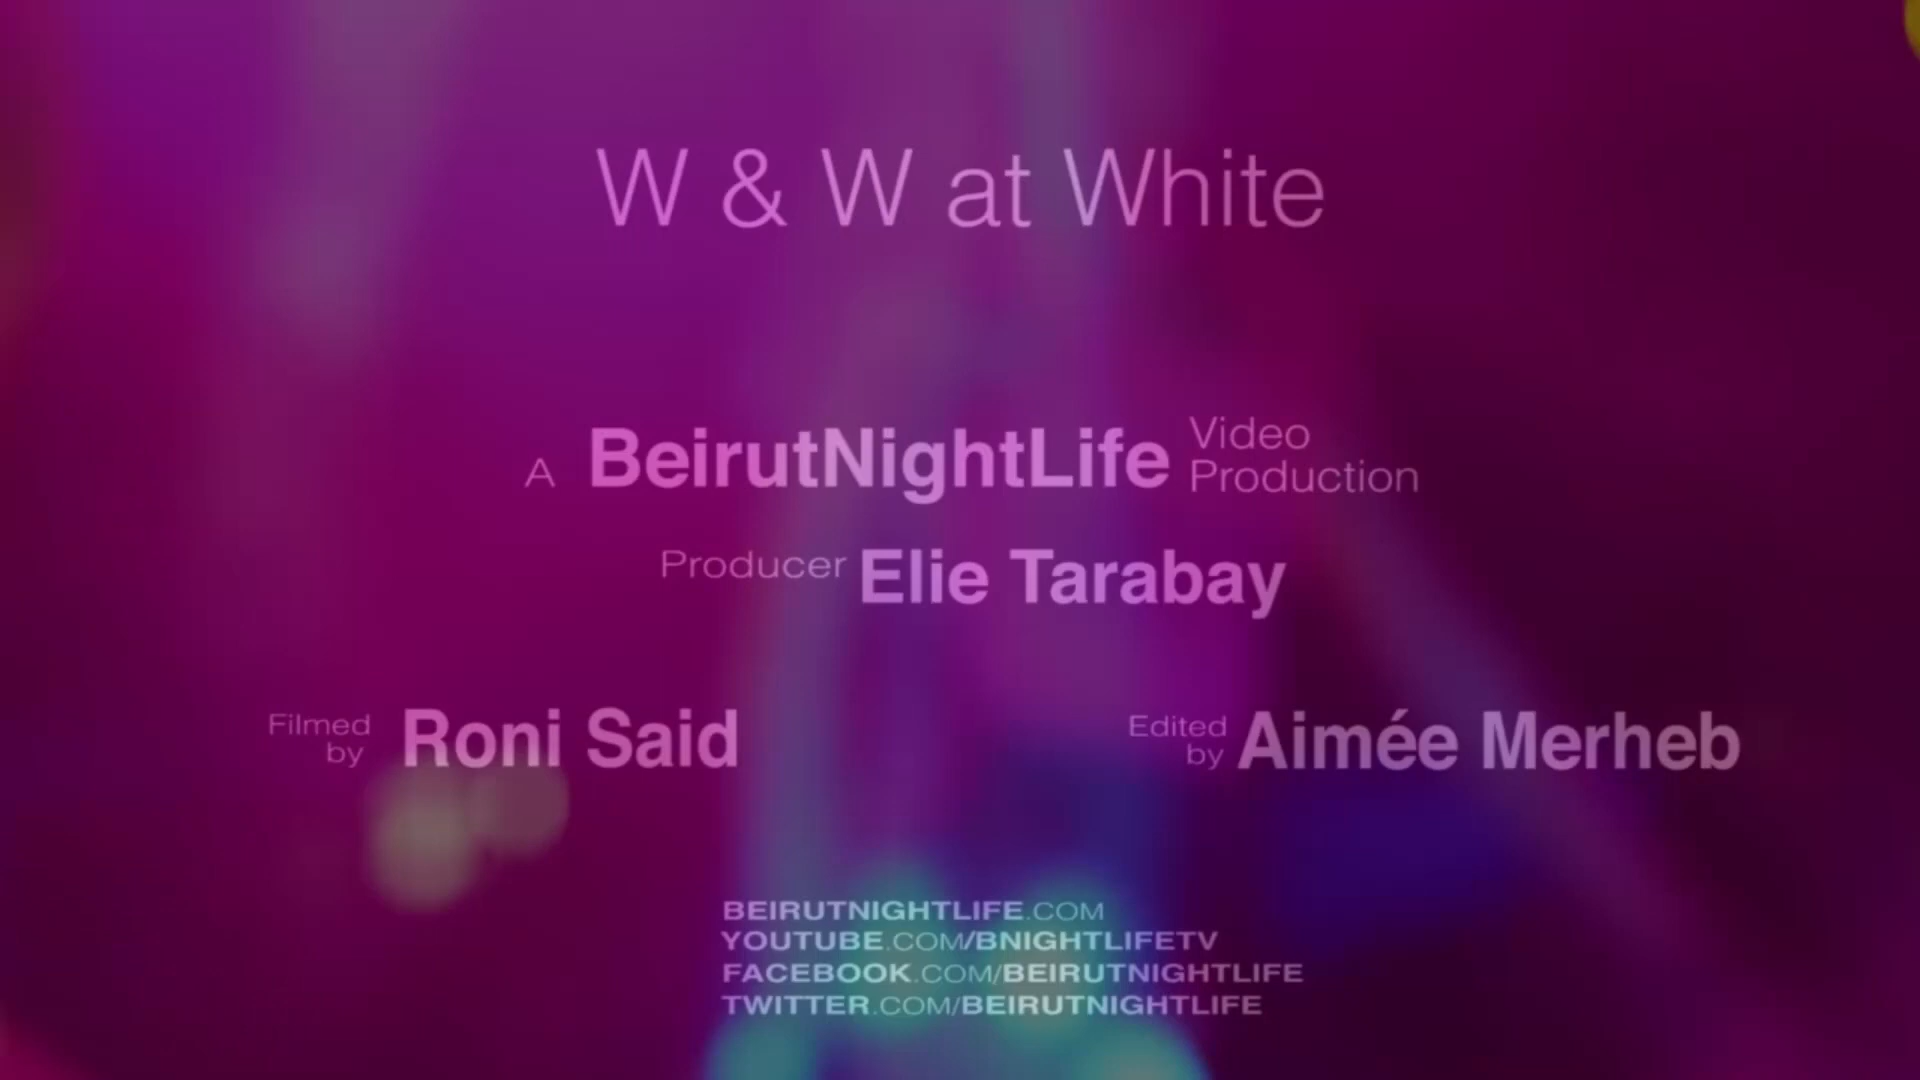 W & W at White
A BeirutNightLife Video Production
Producer Elie Tarabay
Filmed by Roni Said
Edited by Aimée Merheb
BEIRUTNIGHTLIFE.COM
YOUTUBE.COM/BNIGHTLIFETV
FACEBOOK.COM/BEIRUTNIGHTLIFE
TWITTER.COM/BEIRUTNIGHTLIFE